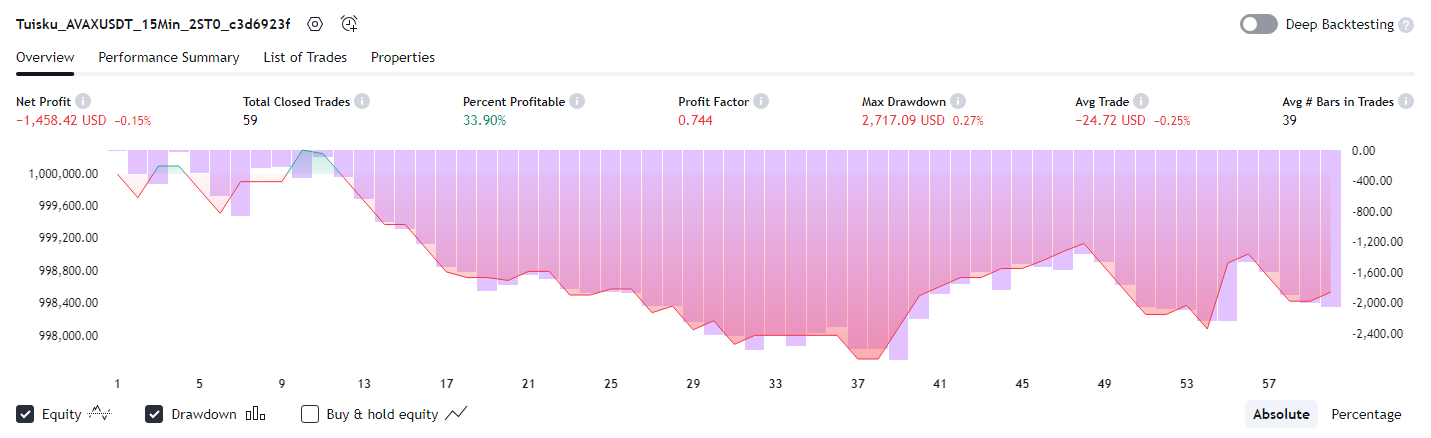 Tuisku_AVAXUSDT_15Min_2ST0_c3d6923f
Deep Backtesting ?
Overview Performance Summary List of Trades Properties
Net Profit i Total Closed Trades i Percent Profitable i Profit Factor i Max Drawdown i Avg Trade i Avg # Bars in Trades i
−1,458.42 USD −0.15% 59 33.90% 0.744 2,717.09 USD 0.27% −24.72 USD −0.25% 39
0.00
1,000,000.00
-400.00
999,600.00
-800.00
999,200.00
-1,200.00
998,800.00
-1,600.00
998,400.00
-2,000.00
998,000.00
-2,400.00
1 5 9 13 17 21 25 29 33 37 41 45 49 53 57
Equity Drawdown Buy & hold equity Absolute Percentage